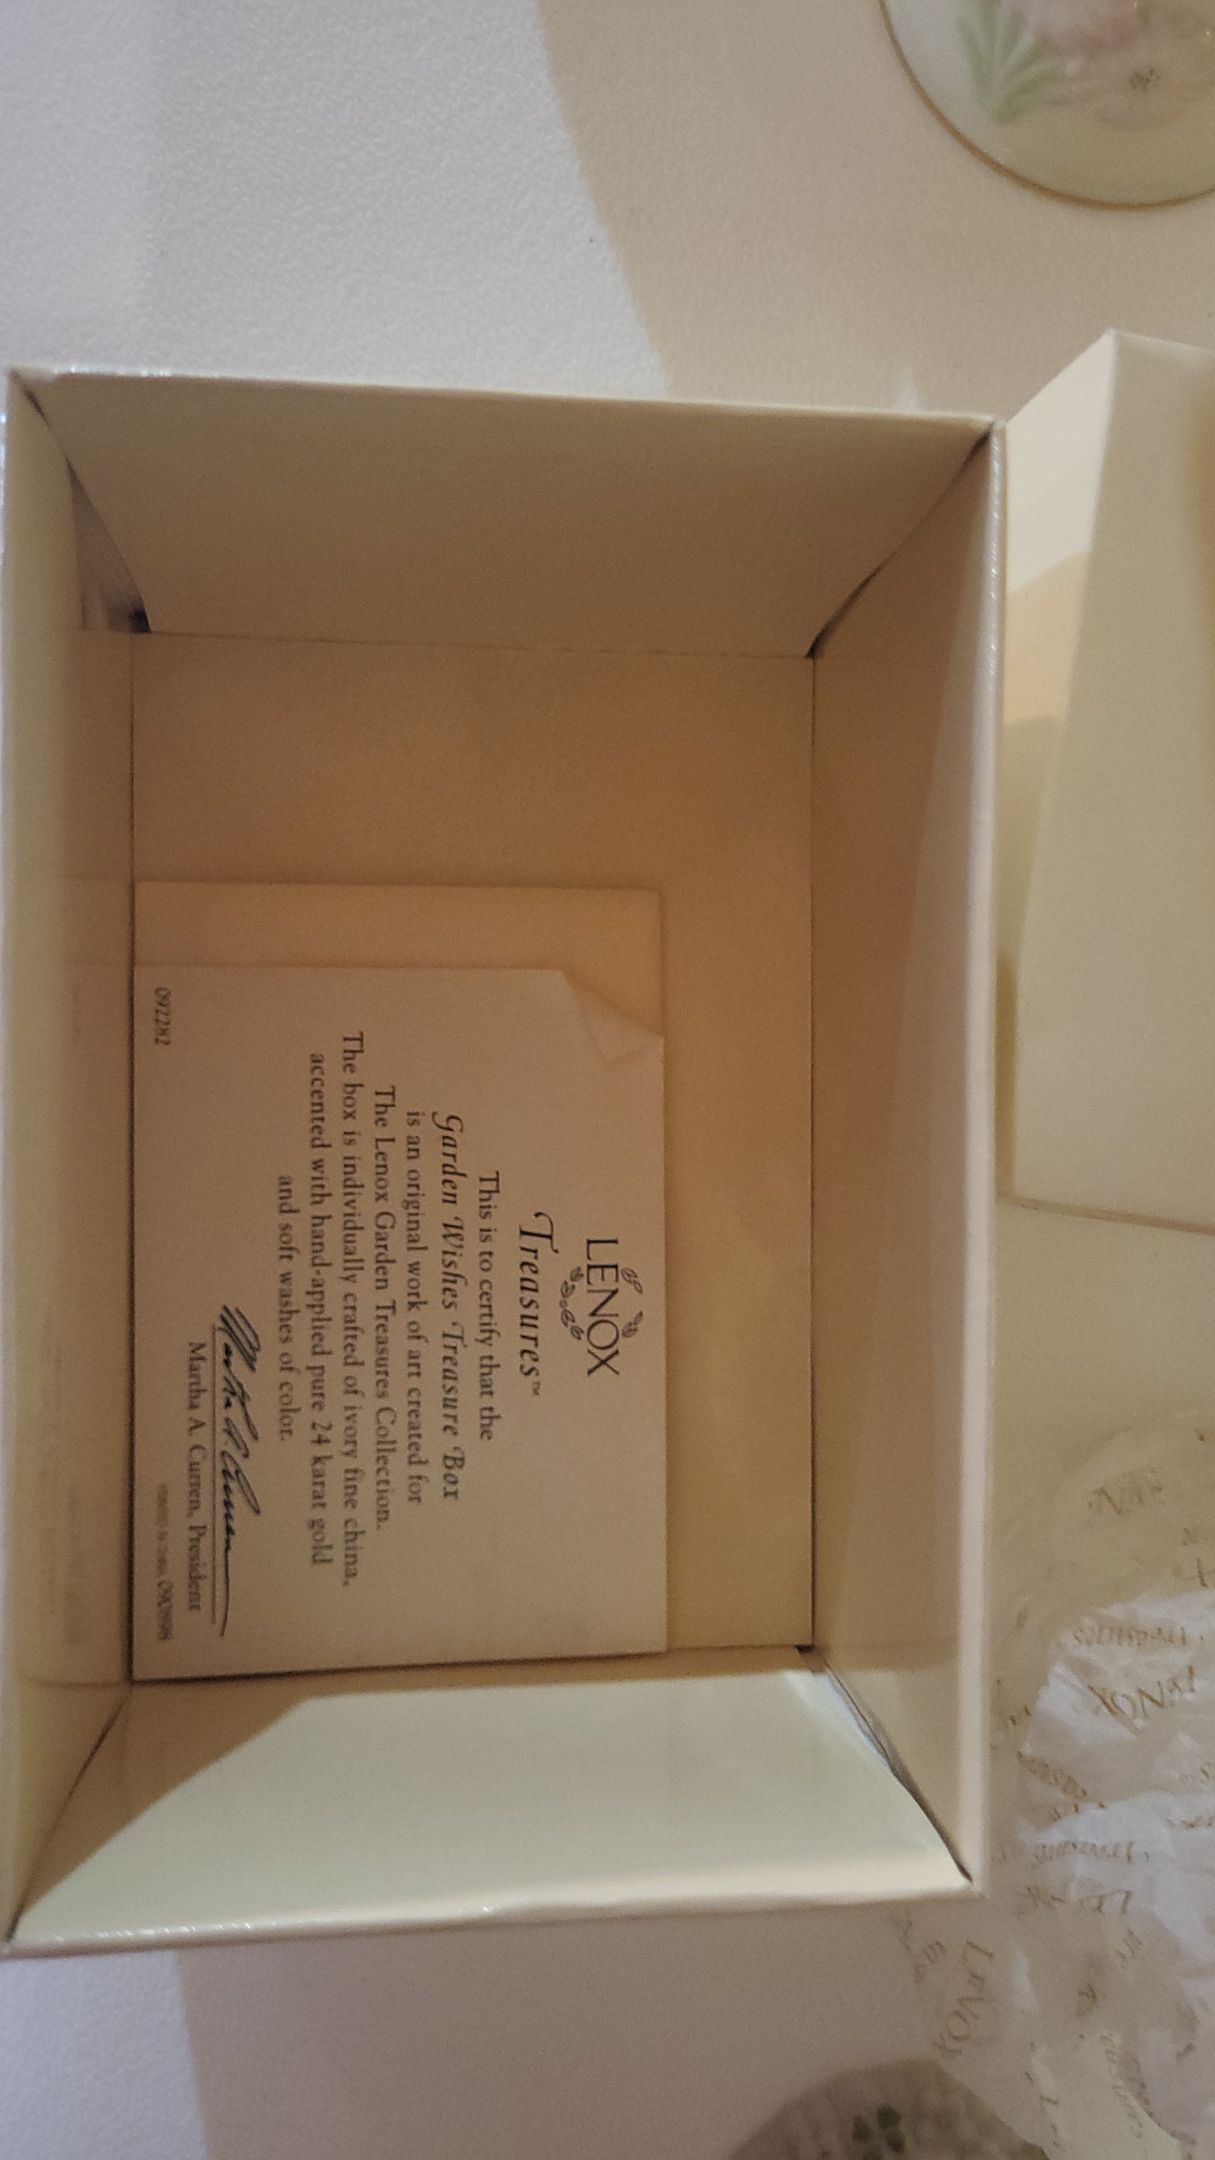 LENOX
Treasures™
This is to certify that the
Garden Wishes Treasure Box
is an original work of art created for
The Lenox Garden Treasures Collection.
The box is individually crafted of ivory fine china,
accented with hand-applied pure 24 karat gold
and soft washes of color.
Martha A. Curren, President
092282
LENOX
Treasures
LENOX